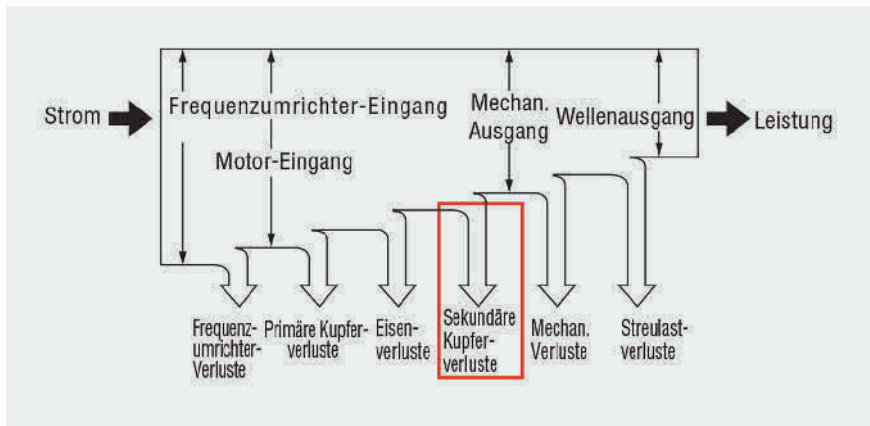 Strom
Frequenzumrichter-Eingang
Motor-Eingang
Mechan.
Ausgang
Wellenausgang
Leistung
Frequenz-
umrichter-
Verluste
Primäre Kupfer-
verluste
Eisen-
verluste
Sekundäre
Kupfer-
verluste
Mechan.
Verluste
Streulast-
verluste